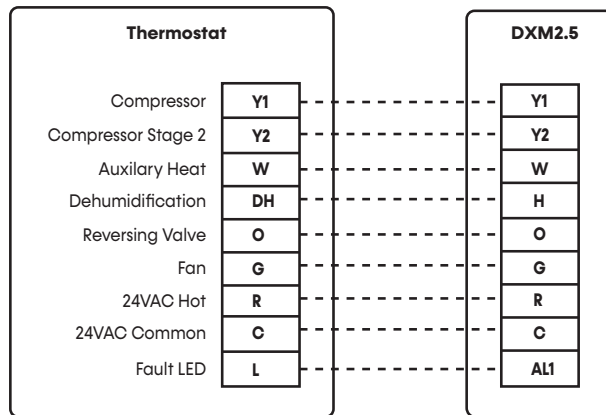 Thermostat DXM2.5
Compressor Y1 Y1
Compressor Stage 2 Y2 Y2
Auxilary Heat W W
Dehumidification DH H
Reversing Valve O O
Fan G G
24VAC Hot R R
24VAC Common C C
Fault LED L AL1